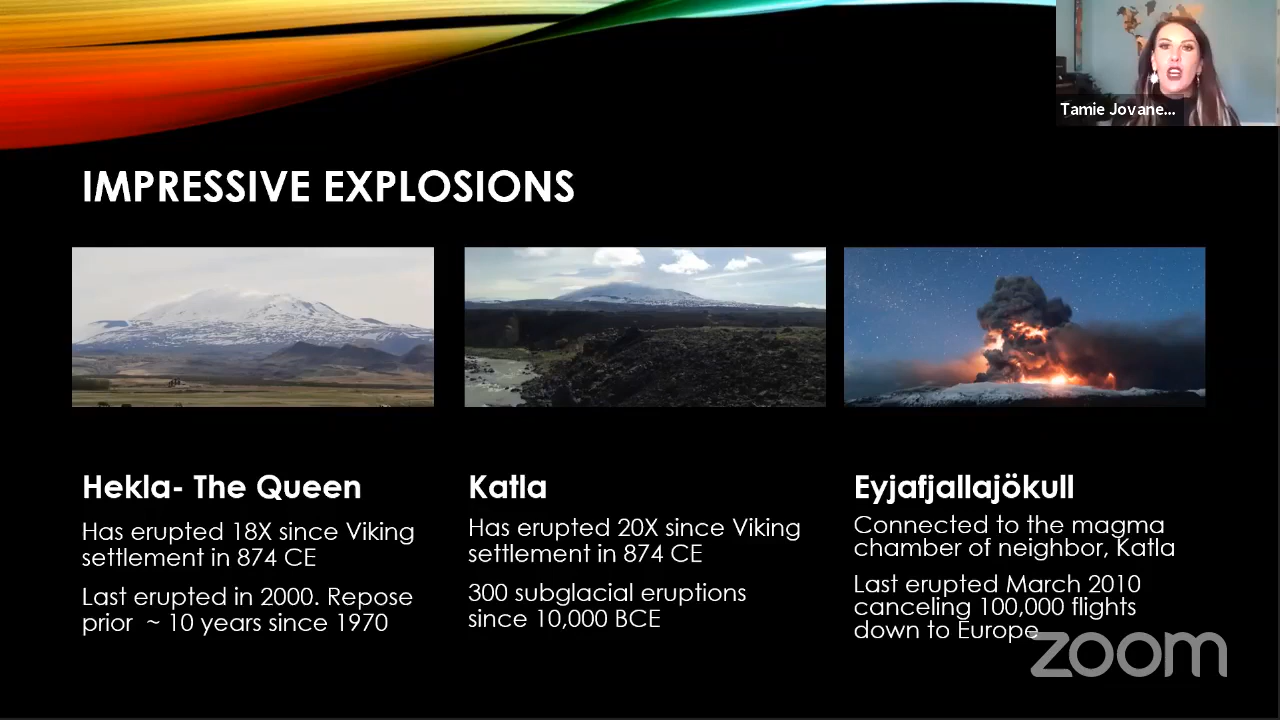 Tamie Jovane...
IMPRESSIVE EXPLOSIONS
Hekla- The Queen
Has erupted 18X since Viking
settlement in 874 CE
Last erupted in 2000. Repose
prior ~ 10 years since 1970
Katla
Has erupted 20X since Viking
settlement in 874 CE
300 subglacial eruptions
since 10,000 BCE
Eyjafjallajökull
Connected to the magma
chamber of neighbor, Katla
Last erupted March 2010
canceling 100,000 flights
down to Europe
zoom